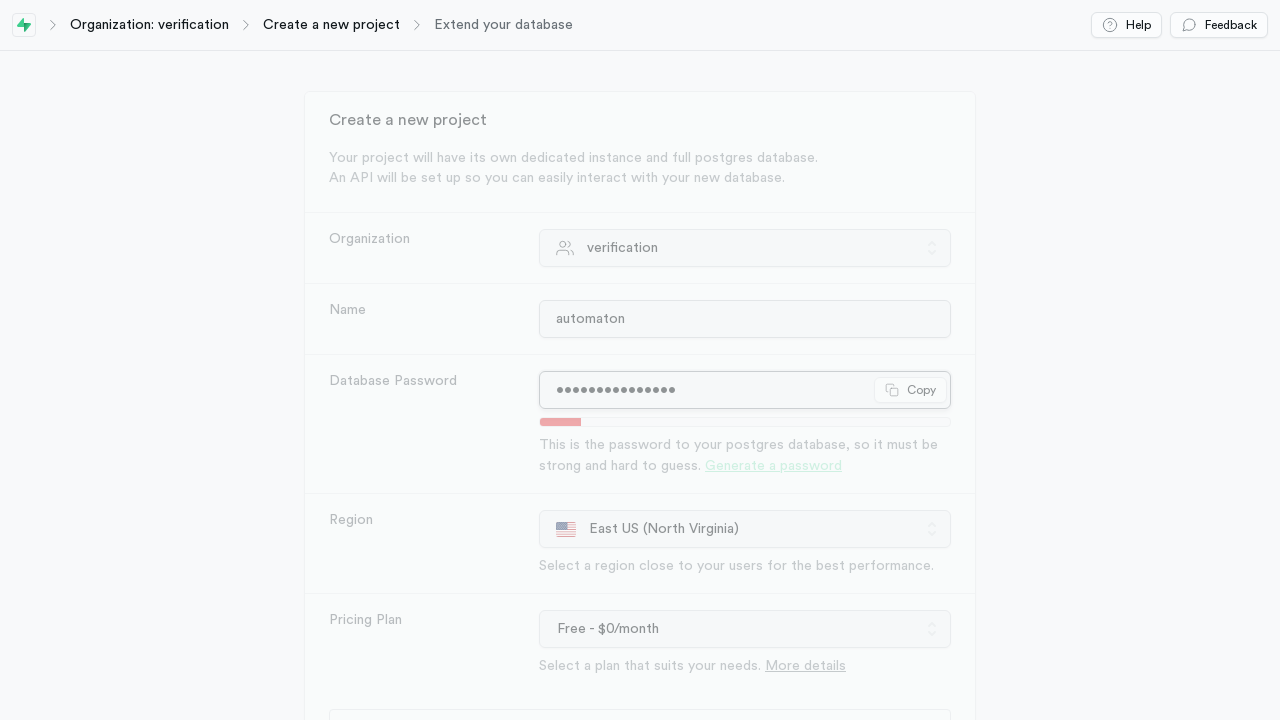 Organization: verification
Create a new project
Extend your database
Help
Feedback
Create a new project
Your project will have its own dedicated instance and full postgres database.
An API will be set up so you can easily interact with your new database.
Organization
verification
Name
automaton
Database Password
•••••••••••••••
Copy
This is the password to your postgres database, so it must be
strong and hard to guess. Generate a password
Region
East US (North Virginia)
Select a region close to your users for the best performance.
Pricing Plan
Free - $0/month
Select a plan that suits your needs. More details